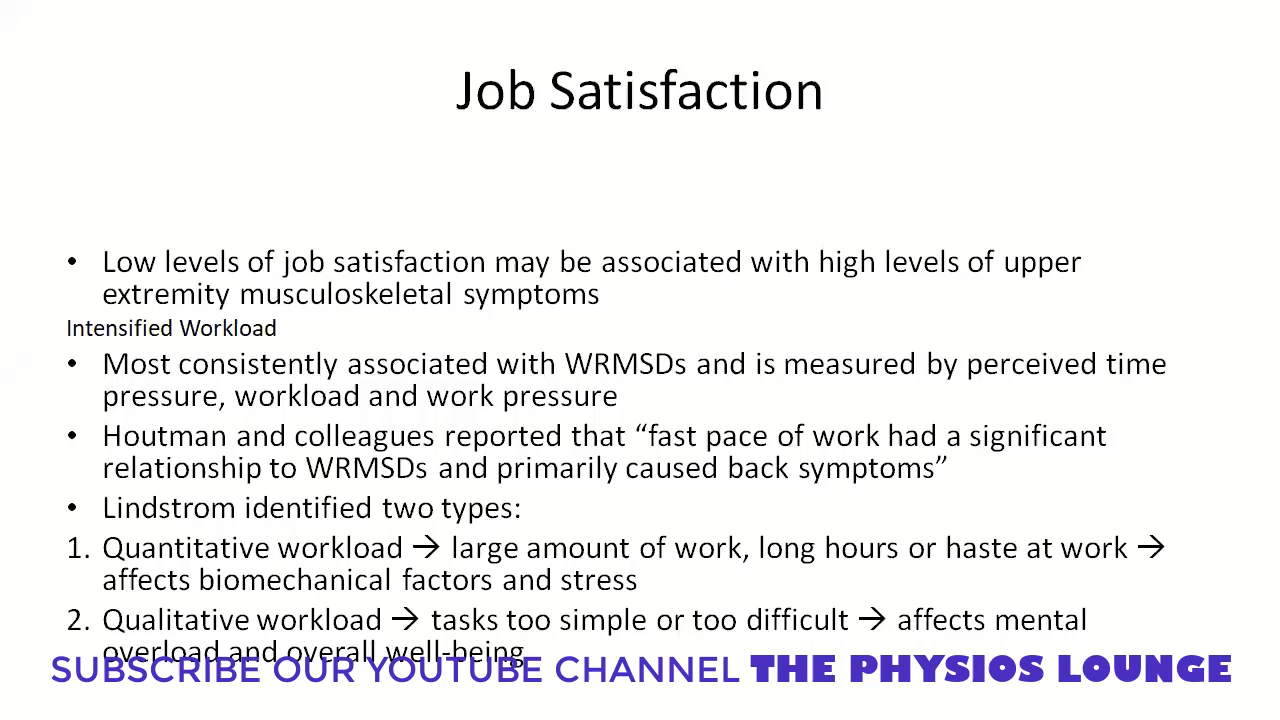 Job Satisfaction
• Low levels of job satisfaction may be associated with high levels of upper
extremity musculoskeletal symptoms
Intensified Workload
• Most consistently associated with WRMSDs and is measured by perceived time
pressure, workload and work pressure
• Houtman and colleagues reported that “fast pace of work had a significant
relationship to WRMSDs and primarily caused back symptoms”
• Lindstrom identified two types:
1. Quantitative workload → large amount of work, long hours or haste at work →
affects biomechanical factors and stress
2. Qualitative workload → tasks too simple or too difficult → affects mental
overload and overall well-being
SUBSCRIBE OUR YOUTUBE CHANNEL THE PHYSIOS LOUNGE